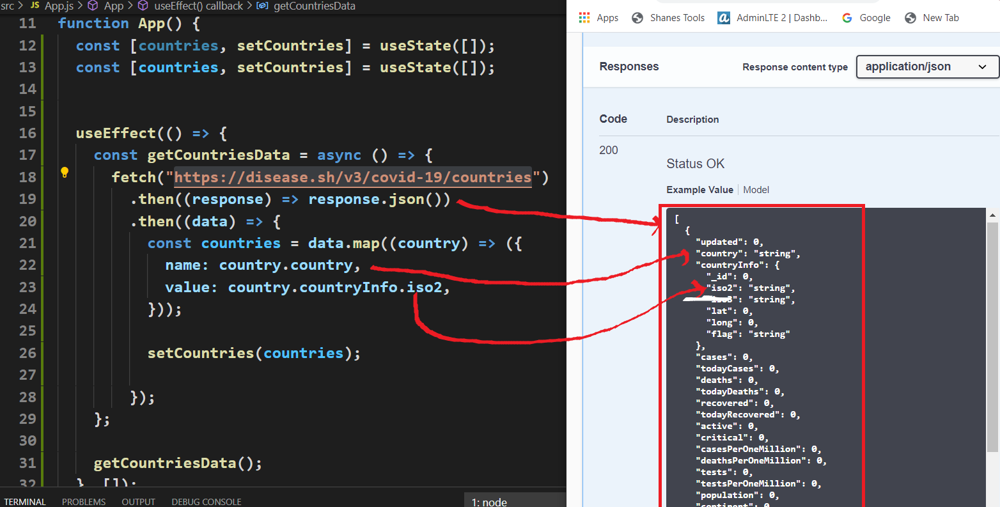 src > JS App.js > App > useEffect() callback > getCountriesData
11 function App() {
12 const [countries, setCountries] = useState([]);
13 const [countries, setCountries] = useState([]);
14
15
16 useEffect(() => {
17 const getCountriesData = async () => {
18 fetch("https://disease.sh/v3/covid-19/countries")
19 .then((response) => response.json())
20 .then((data) => {
21 const countries = data.map((country) => ({
22 name: country.country,
23 value: country.countryInfo.iso2,
24 }));
25
26 setCountries(countries);
27
28 });
29 };
30
31 getCountriesData();
32 }, []);
TERMINAL PROBLEMS OUTPUT DEBUG CONSOLE 1: node
Apps Shanes Tools a AdminLTE 2 | Dashb... G Google New Tab
Responses Response content type application/json
Code Description
200
Status OK
Example Value Model
[
{
"updated": 0,
"country": "string",
"countryInfo": {
"_id": 0,
"iso2": "string",
"iso3": "string",
"lat": 0,
"long": 0,
"flag": "string"
},
"cases": 0,
"todayCases": 0,
"deaths": 0,
"todayDeaths": 0,
"recovered": 0,
"todayRecovered": 0,
"active": 0,
"critical": 0,
"casesPerOneMillion": 0,
"deathsPerOneMillion": 0,
"tests": 0,
"testsPerOneMillion": 0,
"population": 0,
"continent": 0,